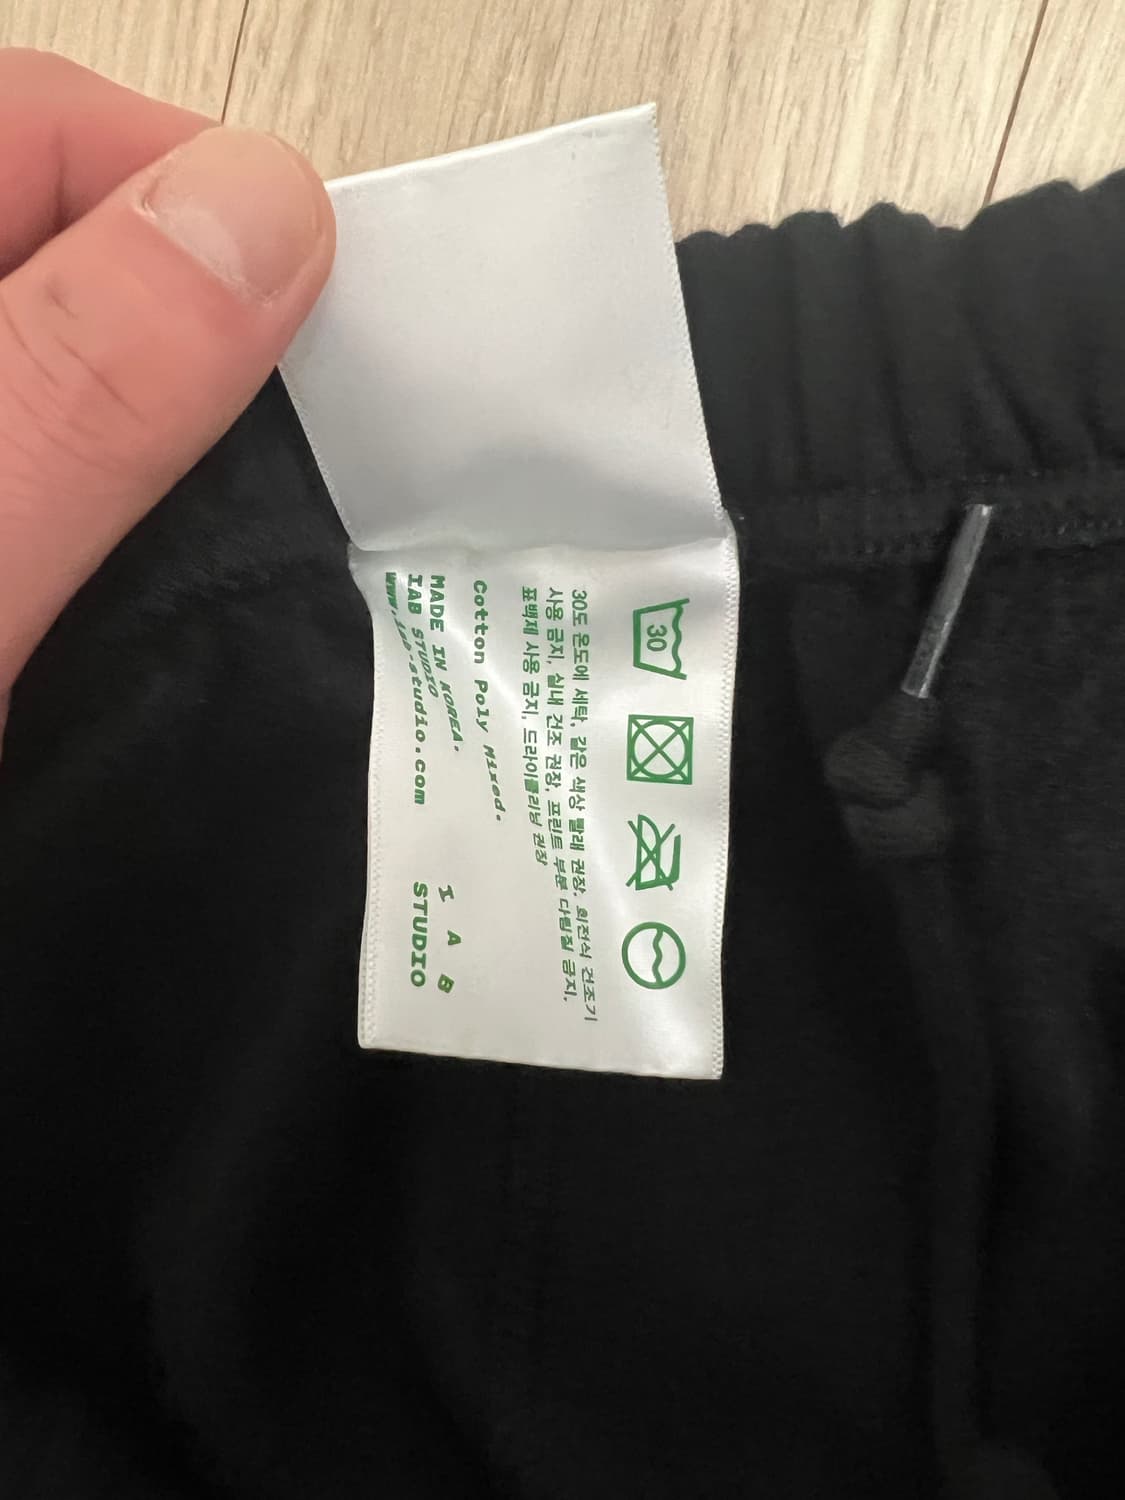 30
30도 온도에 세탁, 같은 색상 빨래 권장. 회전식 건조기
사용 금지, 실내 건조 권장, 프린트 부분 다림질 금지,
표백제 사용 금지, 드라이클리닝 권장
Cotton Poly Mixed.
MADE IN KOREA.
IAB STUDIO
www.iab-studio.com
I A B
STUDIO